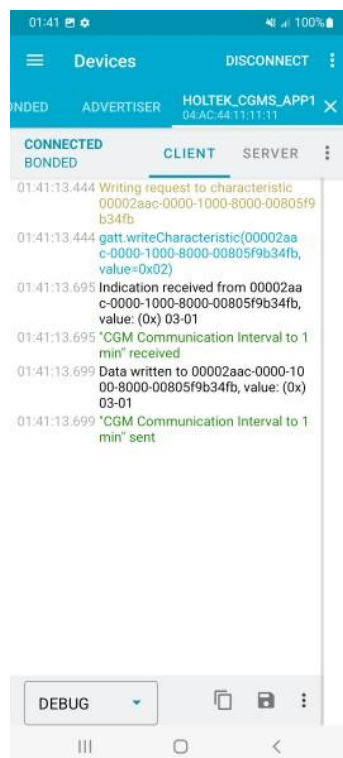 01:41 100%
Devices DISCONNECT
ONDED ADVERTISER HOLTEK_CGMS_APP1
04:AC:44:11:11:11
CONNECTED
BONDED
CLIENT SERVER
01:41:13.444 Writing request to characteristic
00002aac-0000-1000-8000-00805f9
b34fb
01:41:13.444 gatt.writeCharacteristic(00002aa
c-0000-1000-8000-00805f9b34fb,
value=0x02)
01:41:13.695 Indication received from 00002aa
c-0000-1000-8000-00805f9b34fb,
value: (0x) 03-01
01:41:13.695 "CGM Communication Interval to 1
min" received
01:41:13.699 Data written to 00002aac-0000-10
00-8000-00805f9b34fb, value: (0x)
03-01
01:41:13.699 "CGM Communication Interval to 1
min" sent
DEBUG